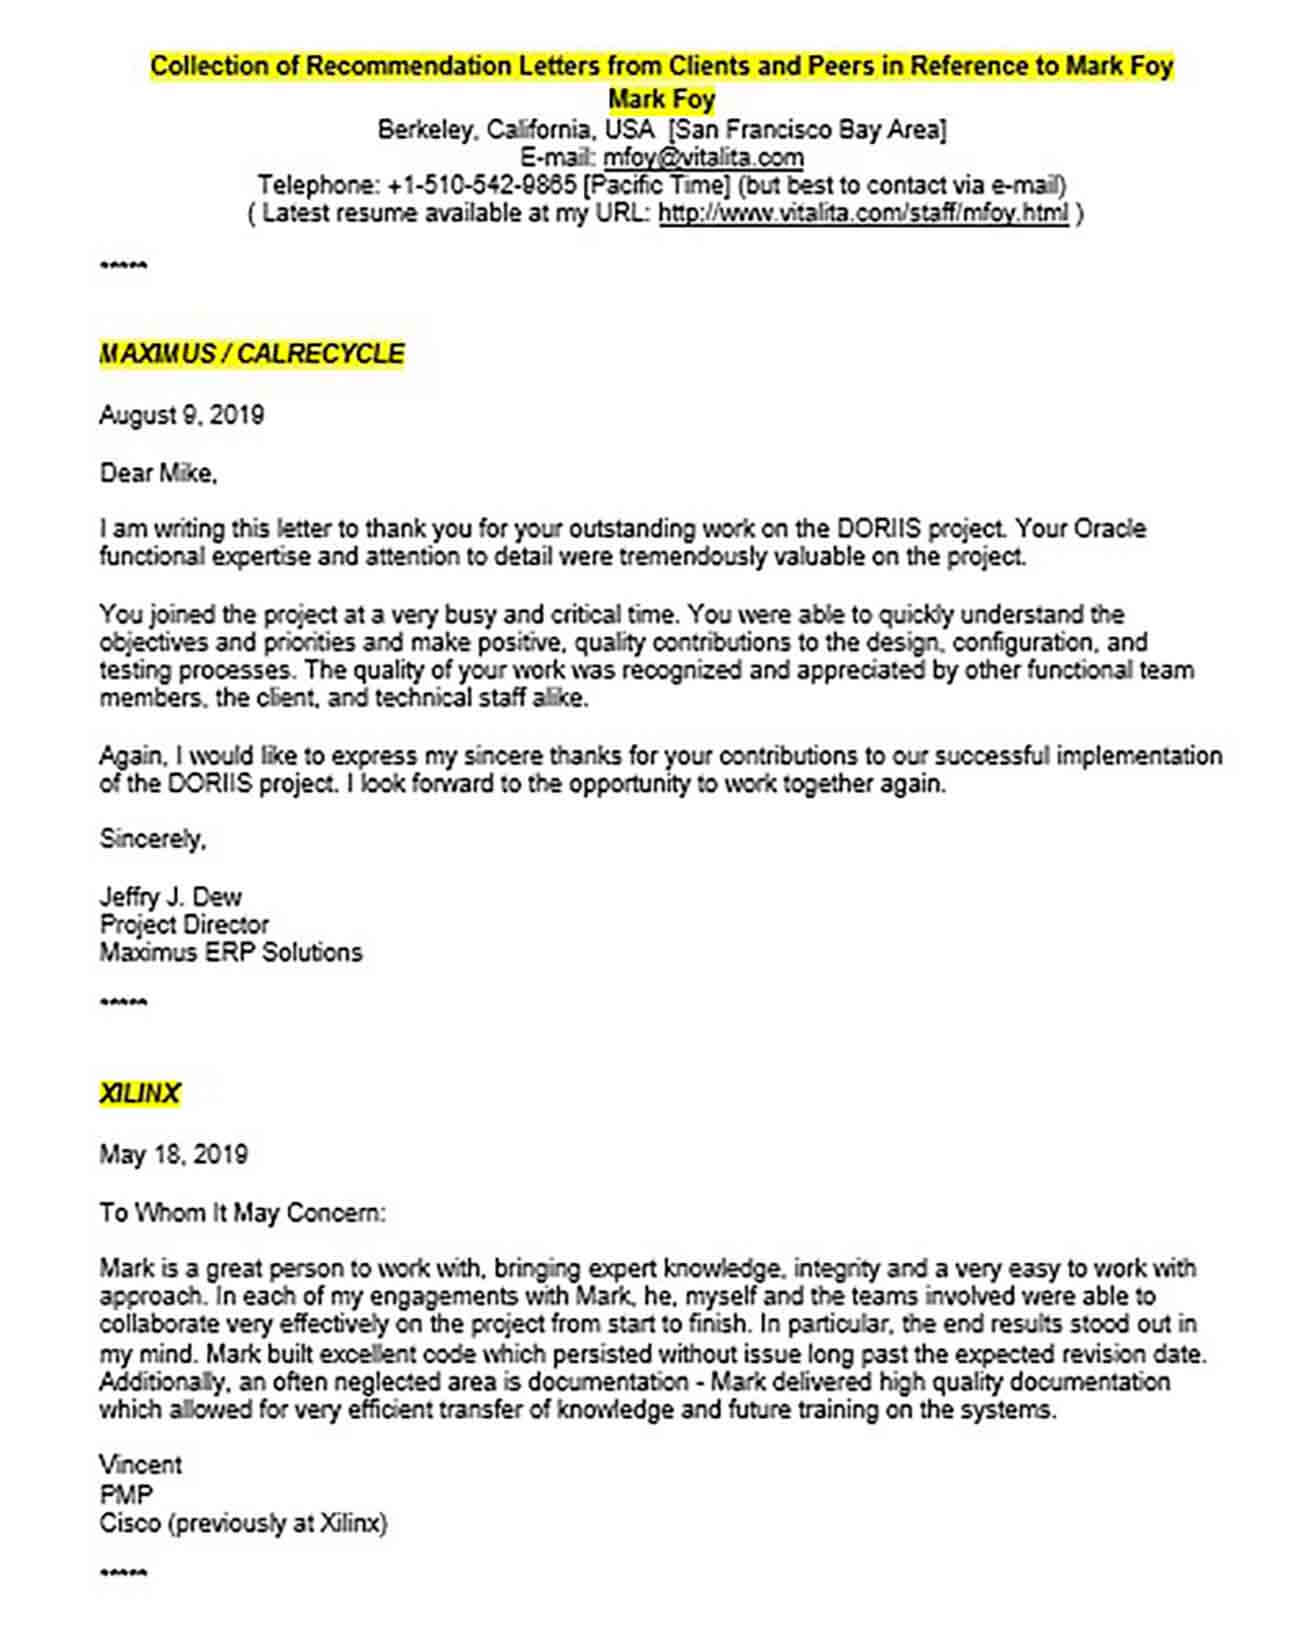 Collection of Recommendation Letters from Clients and Peers in Reference to Mark Foy
Mark Foy
Berkeley, California, USA [San Francisco Bay Area]
E-mail: mfoy@vitalita.com
Telephone: +1-510-542-9865 [Pacific Time] (but best to contact via e-mail)
( Latest resume available at my URL: http://www.vitalita.com/staff/mfoy.html )
~~~~~
MAXIMUS / CALRECYCLE
August 9, 2019
Dear Mike,
I am writing this letter to thank you for your outstanding work on the DORIIS project. Your Oracle
functional expertise and attention to detail were tremendously valuable on the project.
You joined the project at a very busy and critical time. You were able to quickly understand the
objectives and priorities and make positive, quality contributions to the design, configuration, and
testing processes. The quality of your work was recognized and appreciated by other functional team
members, the client, and technical staff alike.
Again, I would like to express my sincere thanks for your contributions to our successful implementation
of the DORIIS project. I look forward to the opportunity to work together again.
Sincerely,
Jeffry J. Dew
Project Director
Maximus ERP Solutions
~~~~~
XILINX
May 18, 2019
To Whom It May Concern:
Mark is a great person to work with, bringing expert knowledge, integrity and a very easy to work with
approach. In each of my engagements with Mark, he, myself and the teams involved were able to
collaborate very effectively on the project from start to finish. In particular, the end results stood out in
my mind. Mark built excellent code which persisted without issue long past the expected revision date.
Additionally, an often neglected area is documentation - Mark delivered high quality documentation
which allowed for very efficient transfer of knowledge and future training on the systems.
Vincent
PMP
Cisco (previously at Xilinx)
~~~~~